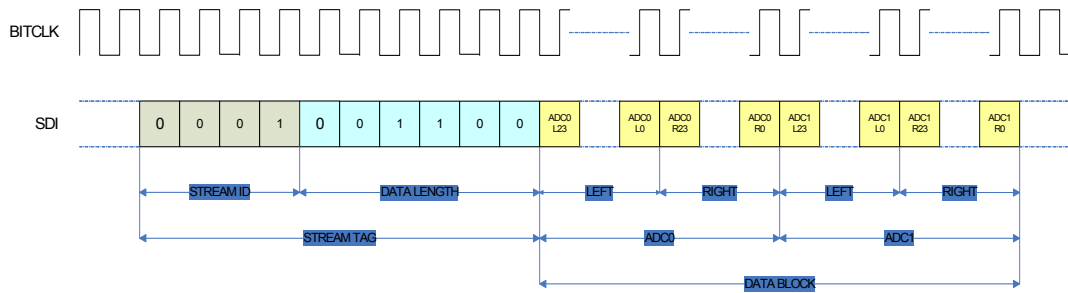 BITCLK
SDI
0 0 0 1 0 0 1 1 0 0
ADC0
L23
ADC0
L0
ADC0
R23
ADC0
R0
ADC1
L23
ADC1
L0
ADC1
R23
ADC1
R0
STREAM ID
DATA LENGTH
LEFT
RIGHT
LEFT
RIGHT
STREAM TAG
ADC0
ADC1
DATA BLOCK